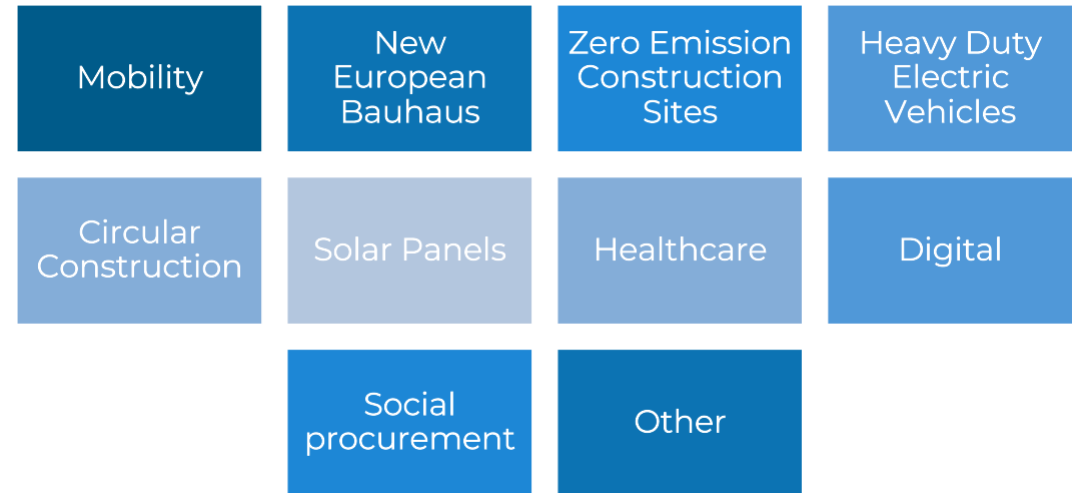 Mobility
New
European
Bauhaus
Zero Emission
Construction
Sites
Heavy Duty
Electric
Vehicles
Circular
Construction
Solar Panels
Healthcare
Digital
Social
procurement
Other